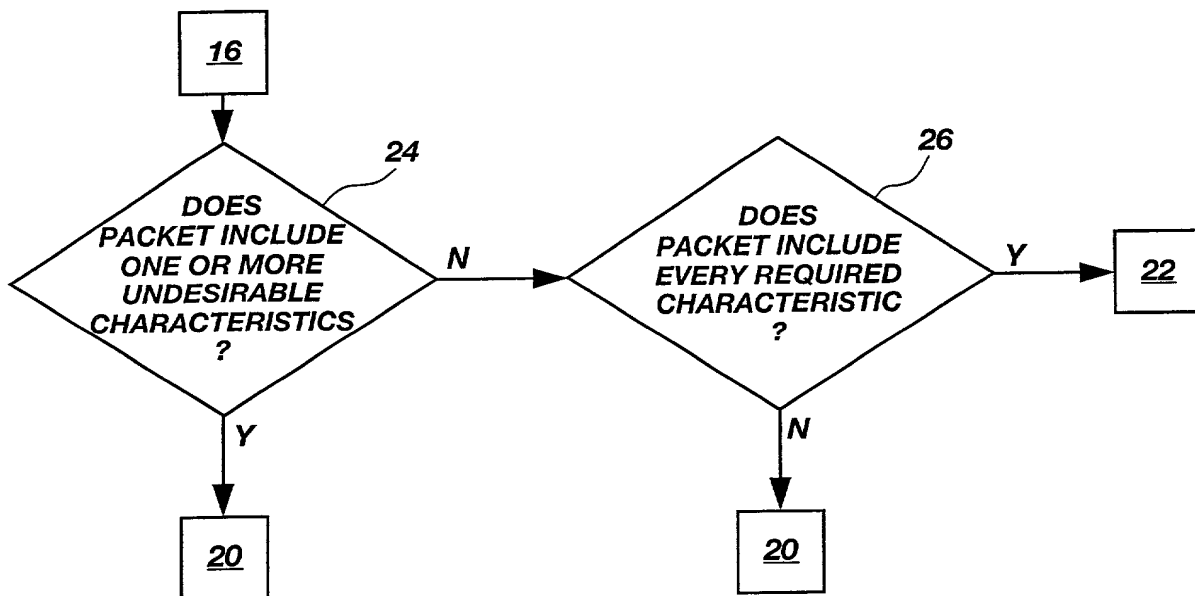 16
24
DOES
PACKET INCLUDE
ONE OR MORE
UNDESIRABLE
CHARACTERISTICS
?
N
Y
20
26
DOES
PACKET INCLUDE
EVERY REQUIRED
CHARACTERISTIC
?
Y
22
N
20